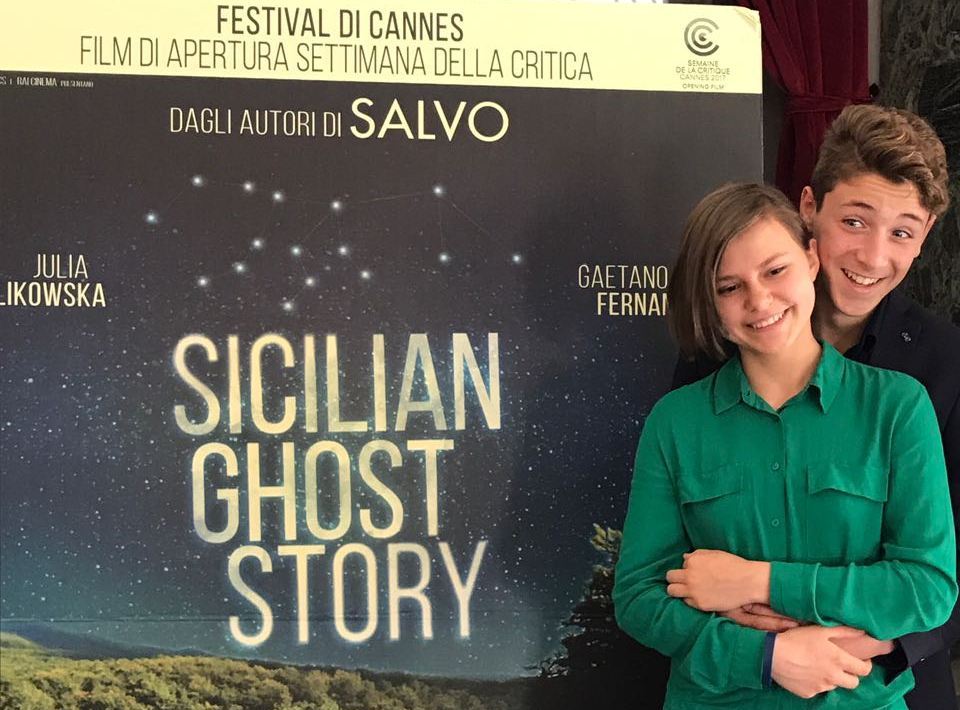 FESTIVAL DI CANNES
FILM DI APERTURA SETTIMANA DELLA CRITICA
SEMAINE
DE LA CRITIQUE
CANNES 2017
OPENING FILM
RAI CINEMA PRESENTANO
DAGLI AUTORI DI SALVO
JULIA
LIKOWSKA
GAETANO
FERNAN
SICILIAN
GHOST
STORY